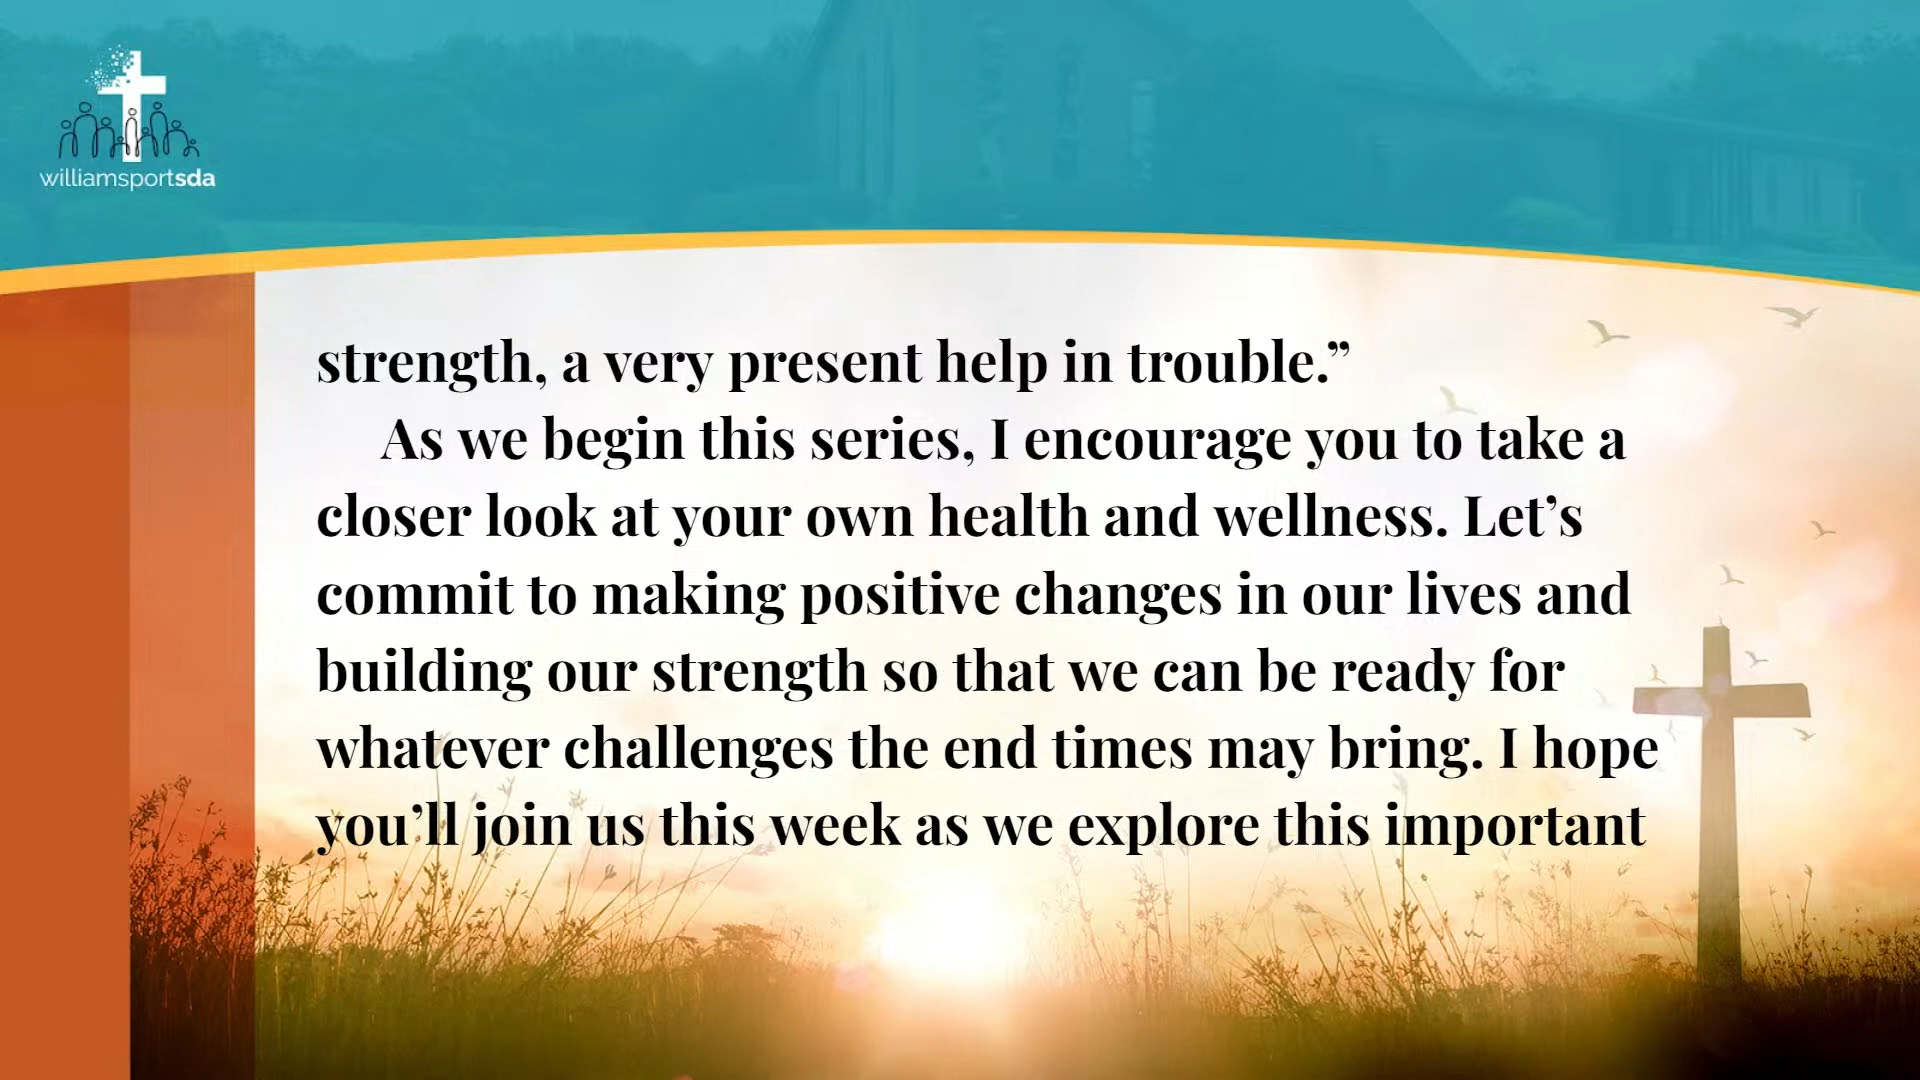 williamsportsda
strength, a very present help in trouble.”
As we begin this series, I encourage you to take a
closer look at your own health and wellness. Let’s
commit to making positive changes in our lives and
building our strength so that we can be ready for
whatever challenges the end times may bring. I hope
you’ll join us this week as we explore this important